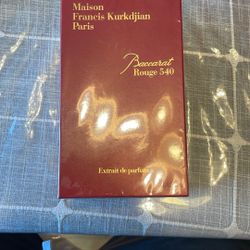 Maison
Francis Kurkdjian
Paris
Baccarat
Rouge 540
Extrait de parfum